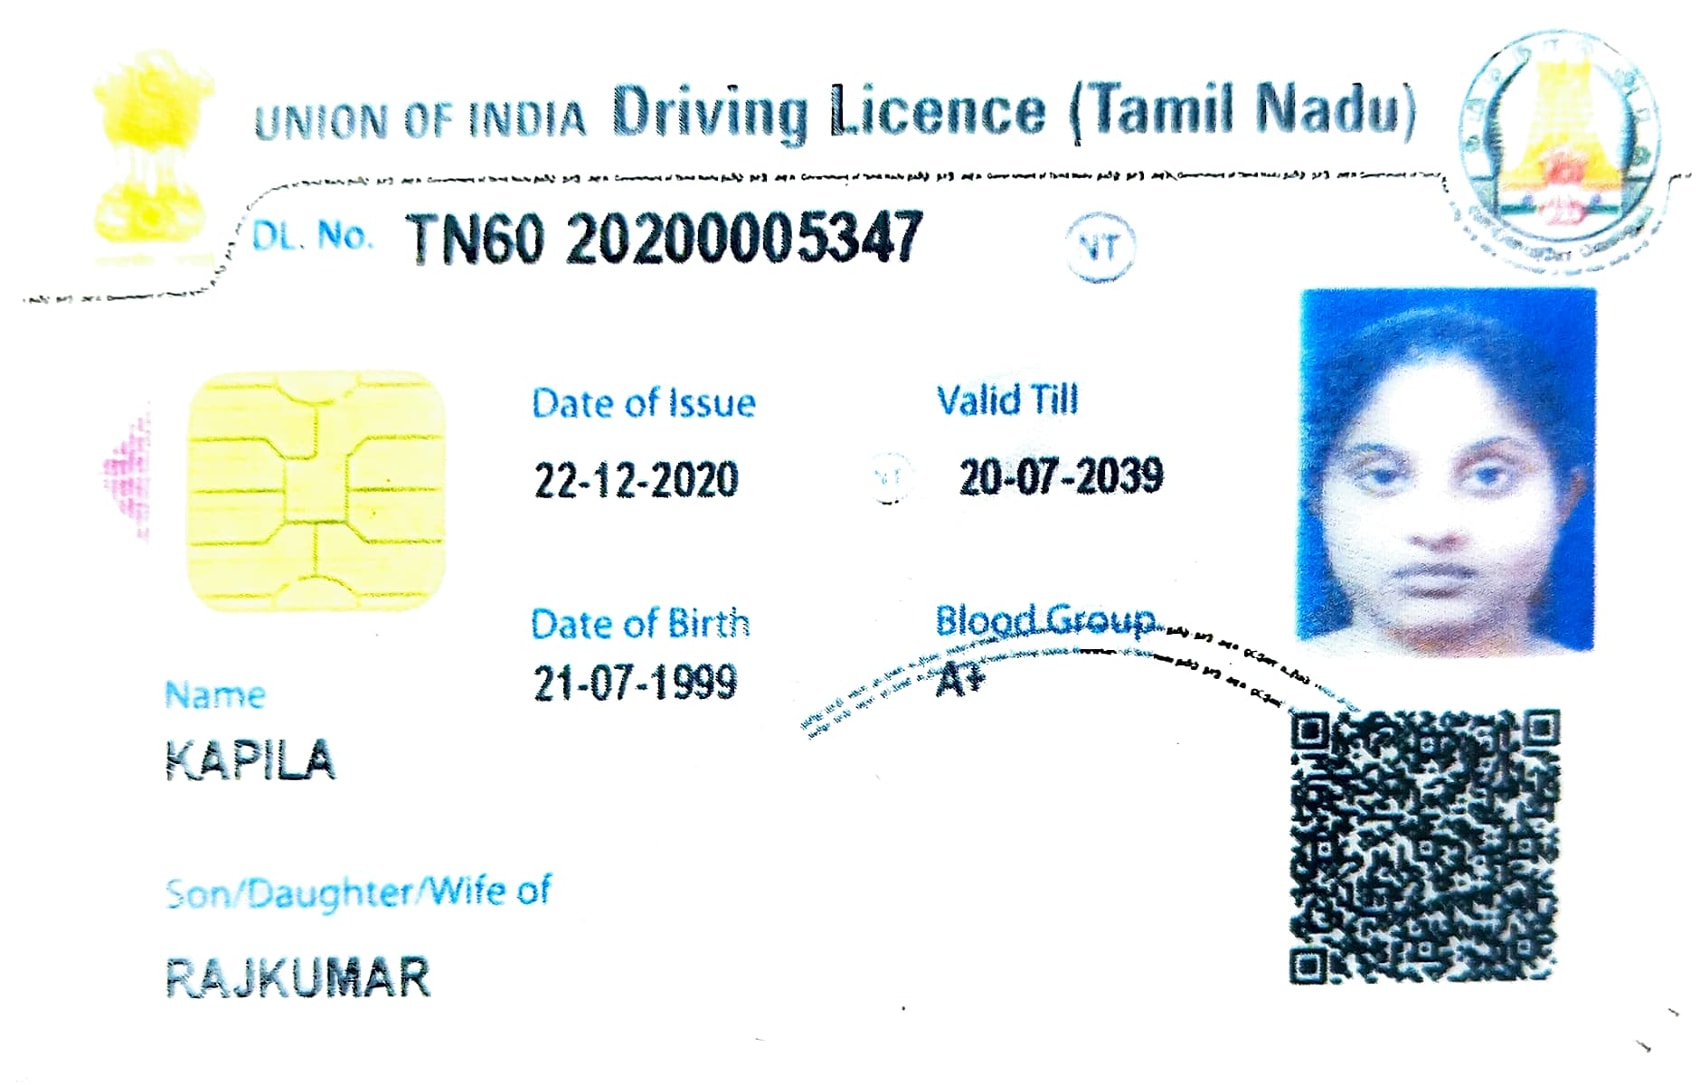 UNION OF INDIA Driving Licence (Tamil Nadu)
DL. No. TN60 20200005347
Date of Issue
Valid Till
22-12-2020
20-07-2039
Date of Birth
Blood Group
21-07-1999
A+
Name
KAPILA
Son/Daughter/Wife of
RAJKUMAR